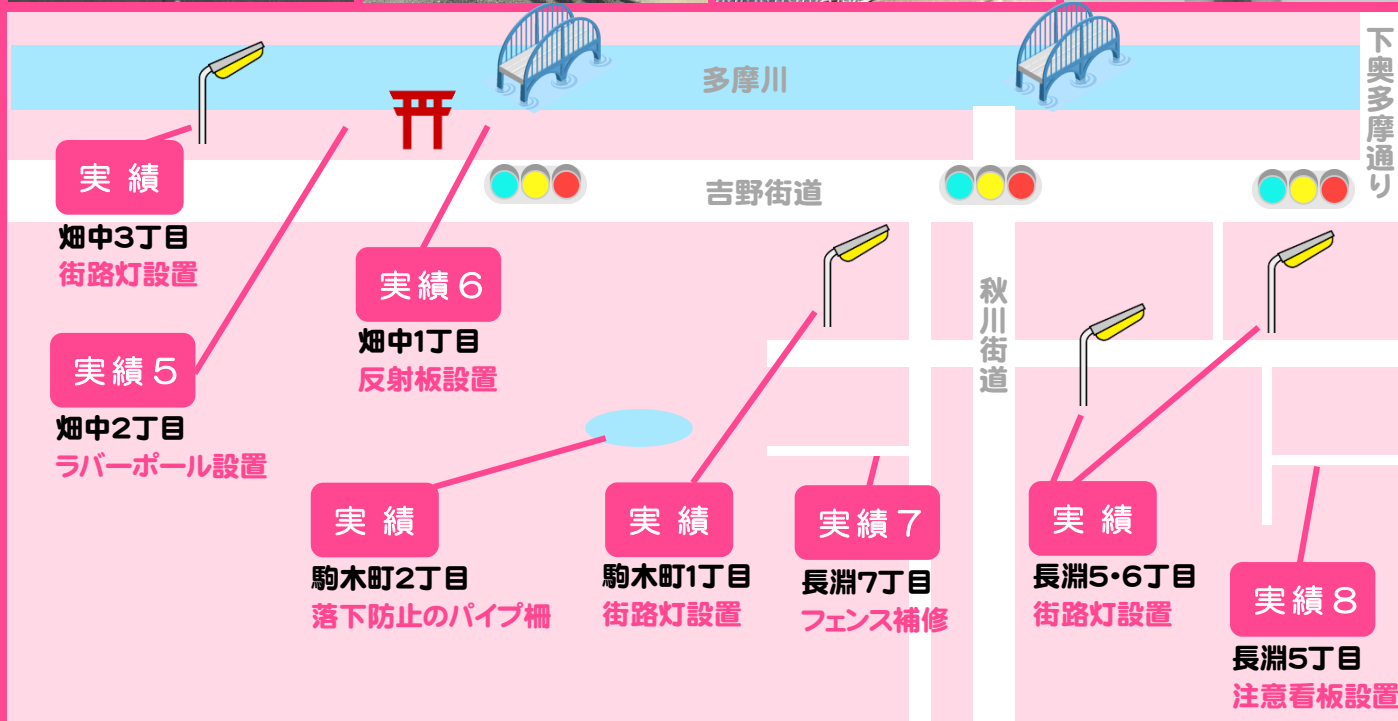 多摩川
下奥多摩通り
吉野街道
秋川街道
実 績
畑中3丁目
街路灯設置
実績5
畑中2丁目
ラバーポール設置
実績6
畑中1丁目
反射板設置
実 績
駒木町2丁目
落下防止のパイプ柵
実 績
駒木町1丁目
街路灯設置
実績7
長淵7丁目
フェンス補修
実 績
長淵5・6丁目
街路灯設置
実績8
長淵5丁目
注意看板設置